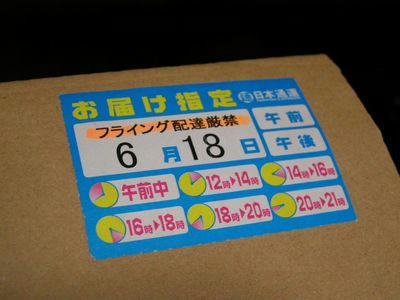 お届け指定 日本通運
フライング配達厳禁
6月18日
午前
午後
午前中 12時▶14時 14時▶16時
16時▶18時 18時▶20時 20時▶21時